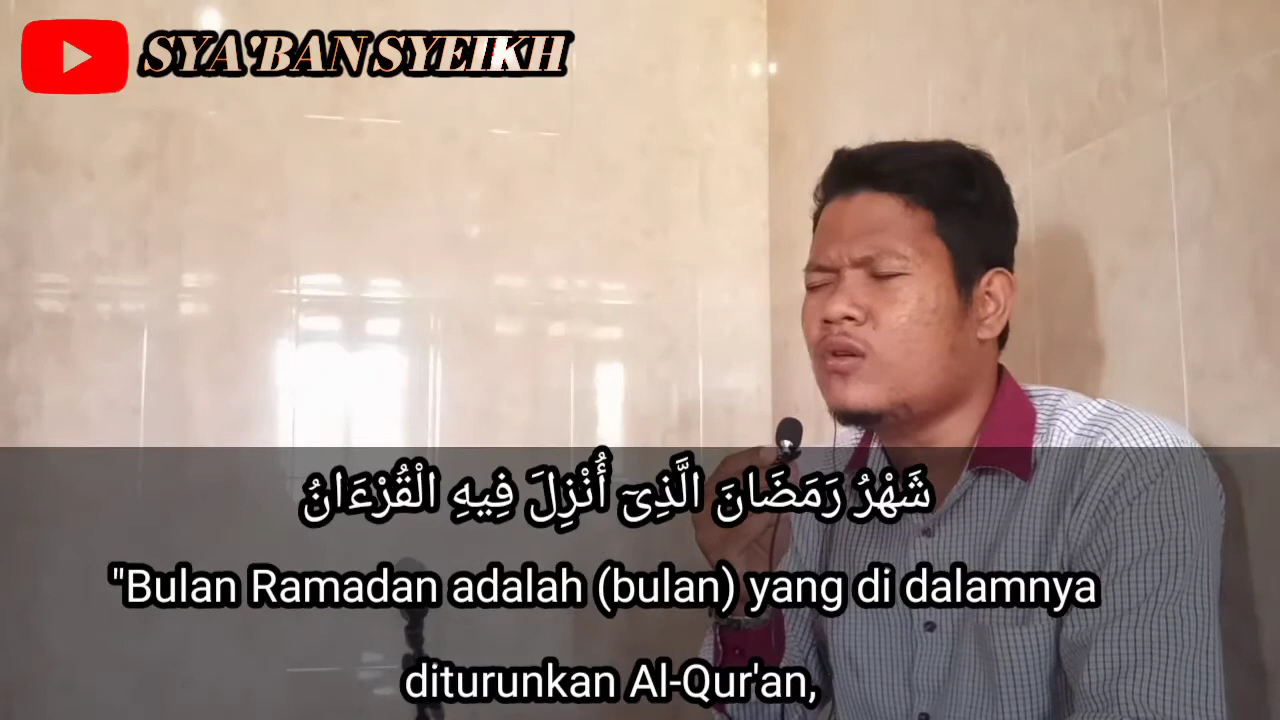 SYA'BAN SYEIKH
شَهْرُ رَمَضَانَ الَّذِىٓ أُنْزِلَ فِيهِ الْقُرْءَانُ
"Bulan Ramadan adalah (bulan) yang di dalamnya
diturunkan Al-Qur'an,